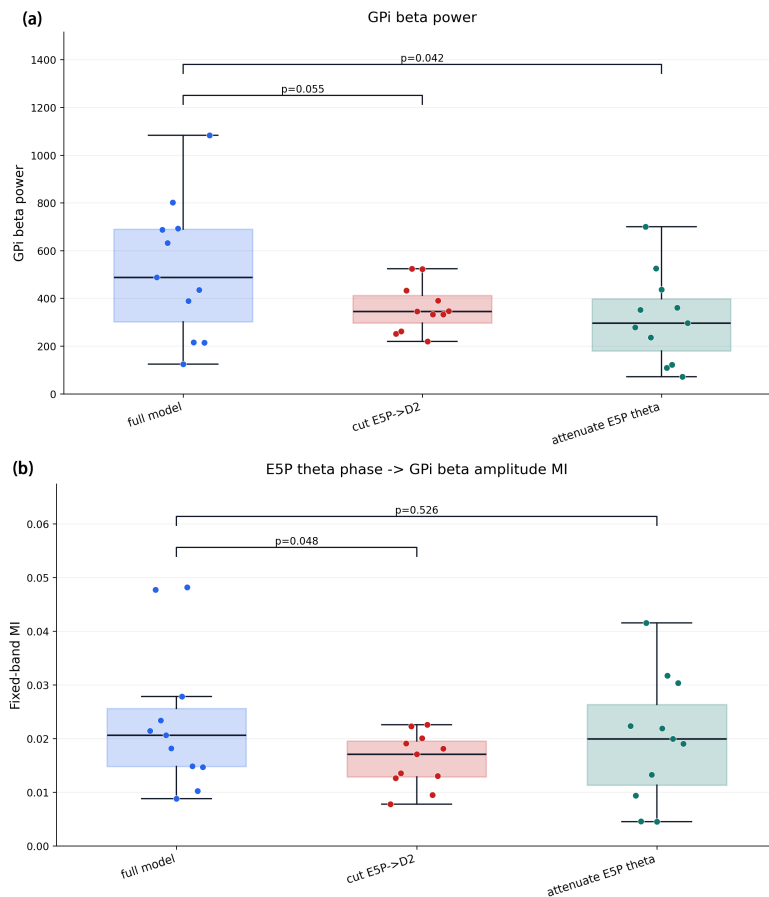 (a)
GPi beta power
GPi beta power
1400
1200
1000
800
600
400
200
0
p=0.042
p=0.055
full model
cut E5P->D2
attenuate E5P theta
(b)
E5P theta phase -> GPi beta amplitude MI
Fixed-band MI
0.06
0.05
0.04
0.03
0.02
0.01
0.00
p=0.526
p=0.048
full model
cut E5P->D2
attenuate E5P theta